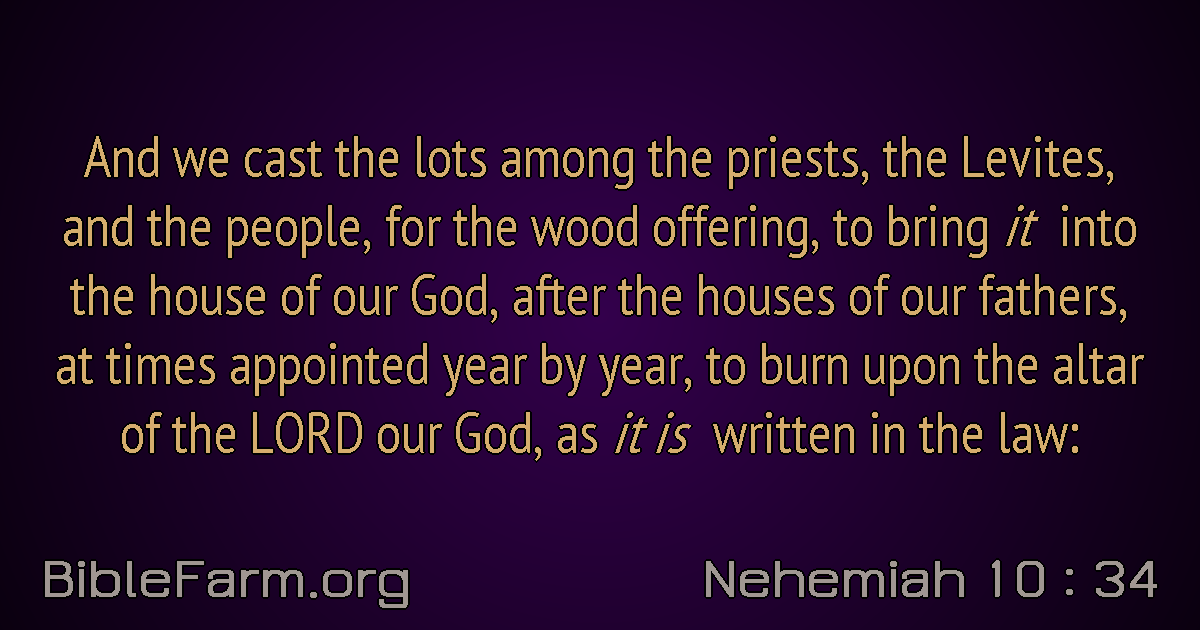 And we cast the lots among the priests, the Levites,
and the people, for the wood offering, to bring it into
the house of our God, after the houses of our fathers,
at times appointed year by year, to burn upon the altar
of the LORD our God, as it is written in the law:
BibleFarm.org
Nehemiah 10 : 34